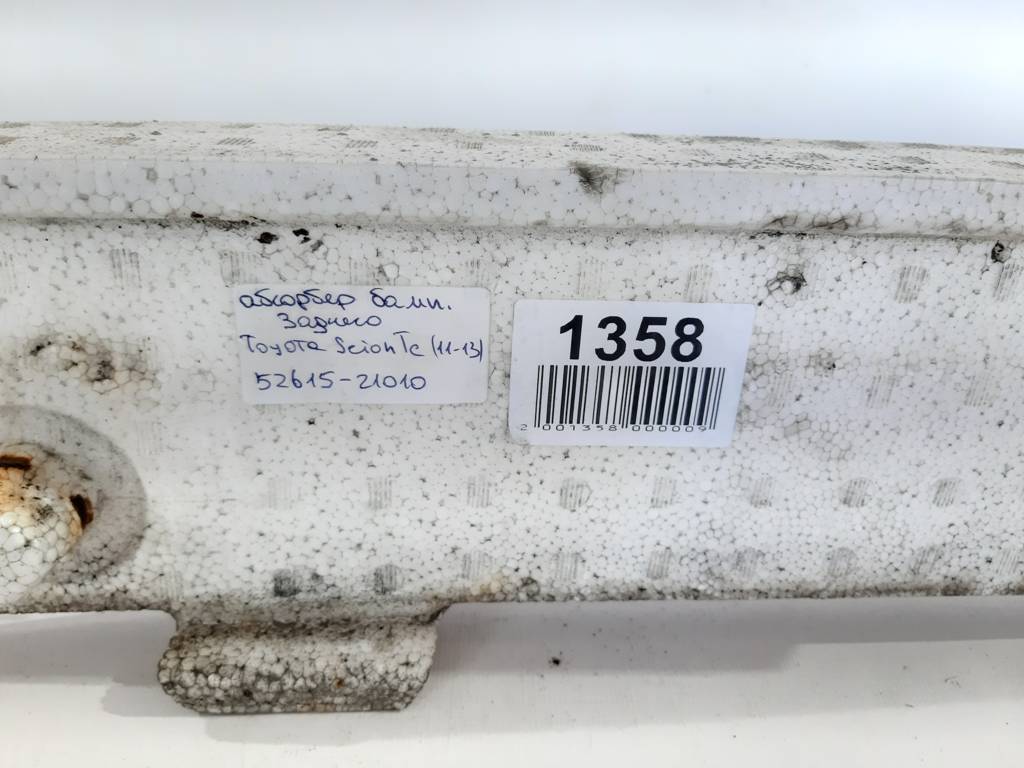 абсорбер бамп.
Заднего
Toyota Scion Tc (11-13)
52615-21010
1358
2 001358 000009